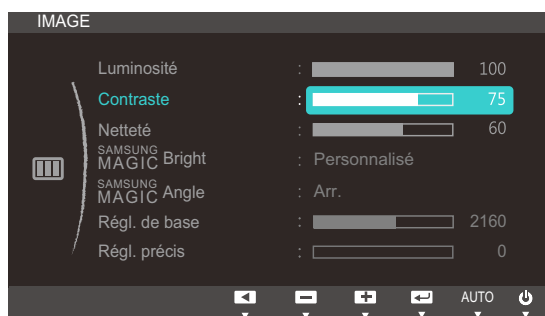 IMAGE
Luminosité : 100
Contraste : 75
Netteté : 60
SAMSUNG MAGIC Bright : Personnalisé
SAMSUNG MAGIC Angle : Arr.
Régl. de base : 2160
Régl. précis : 0
AUTO